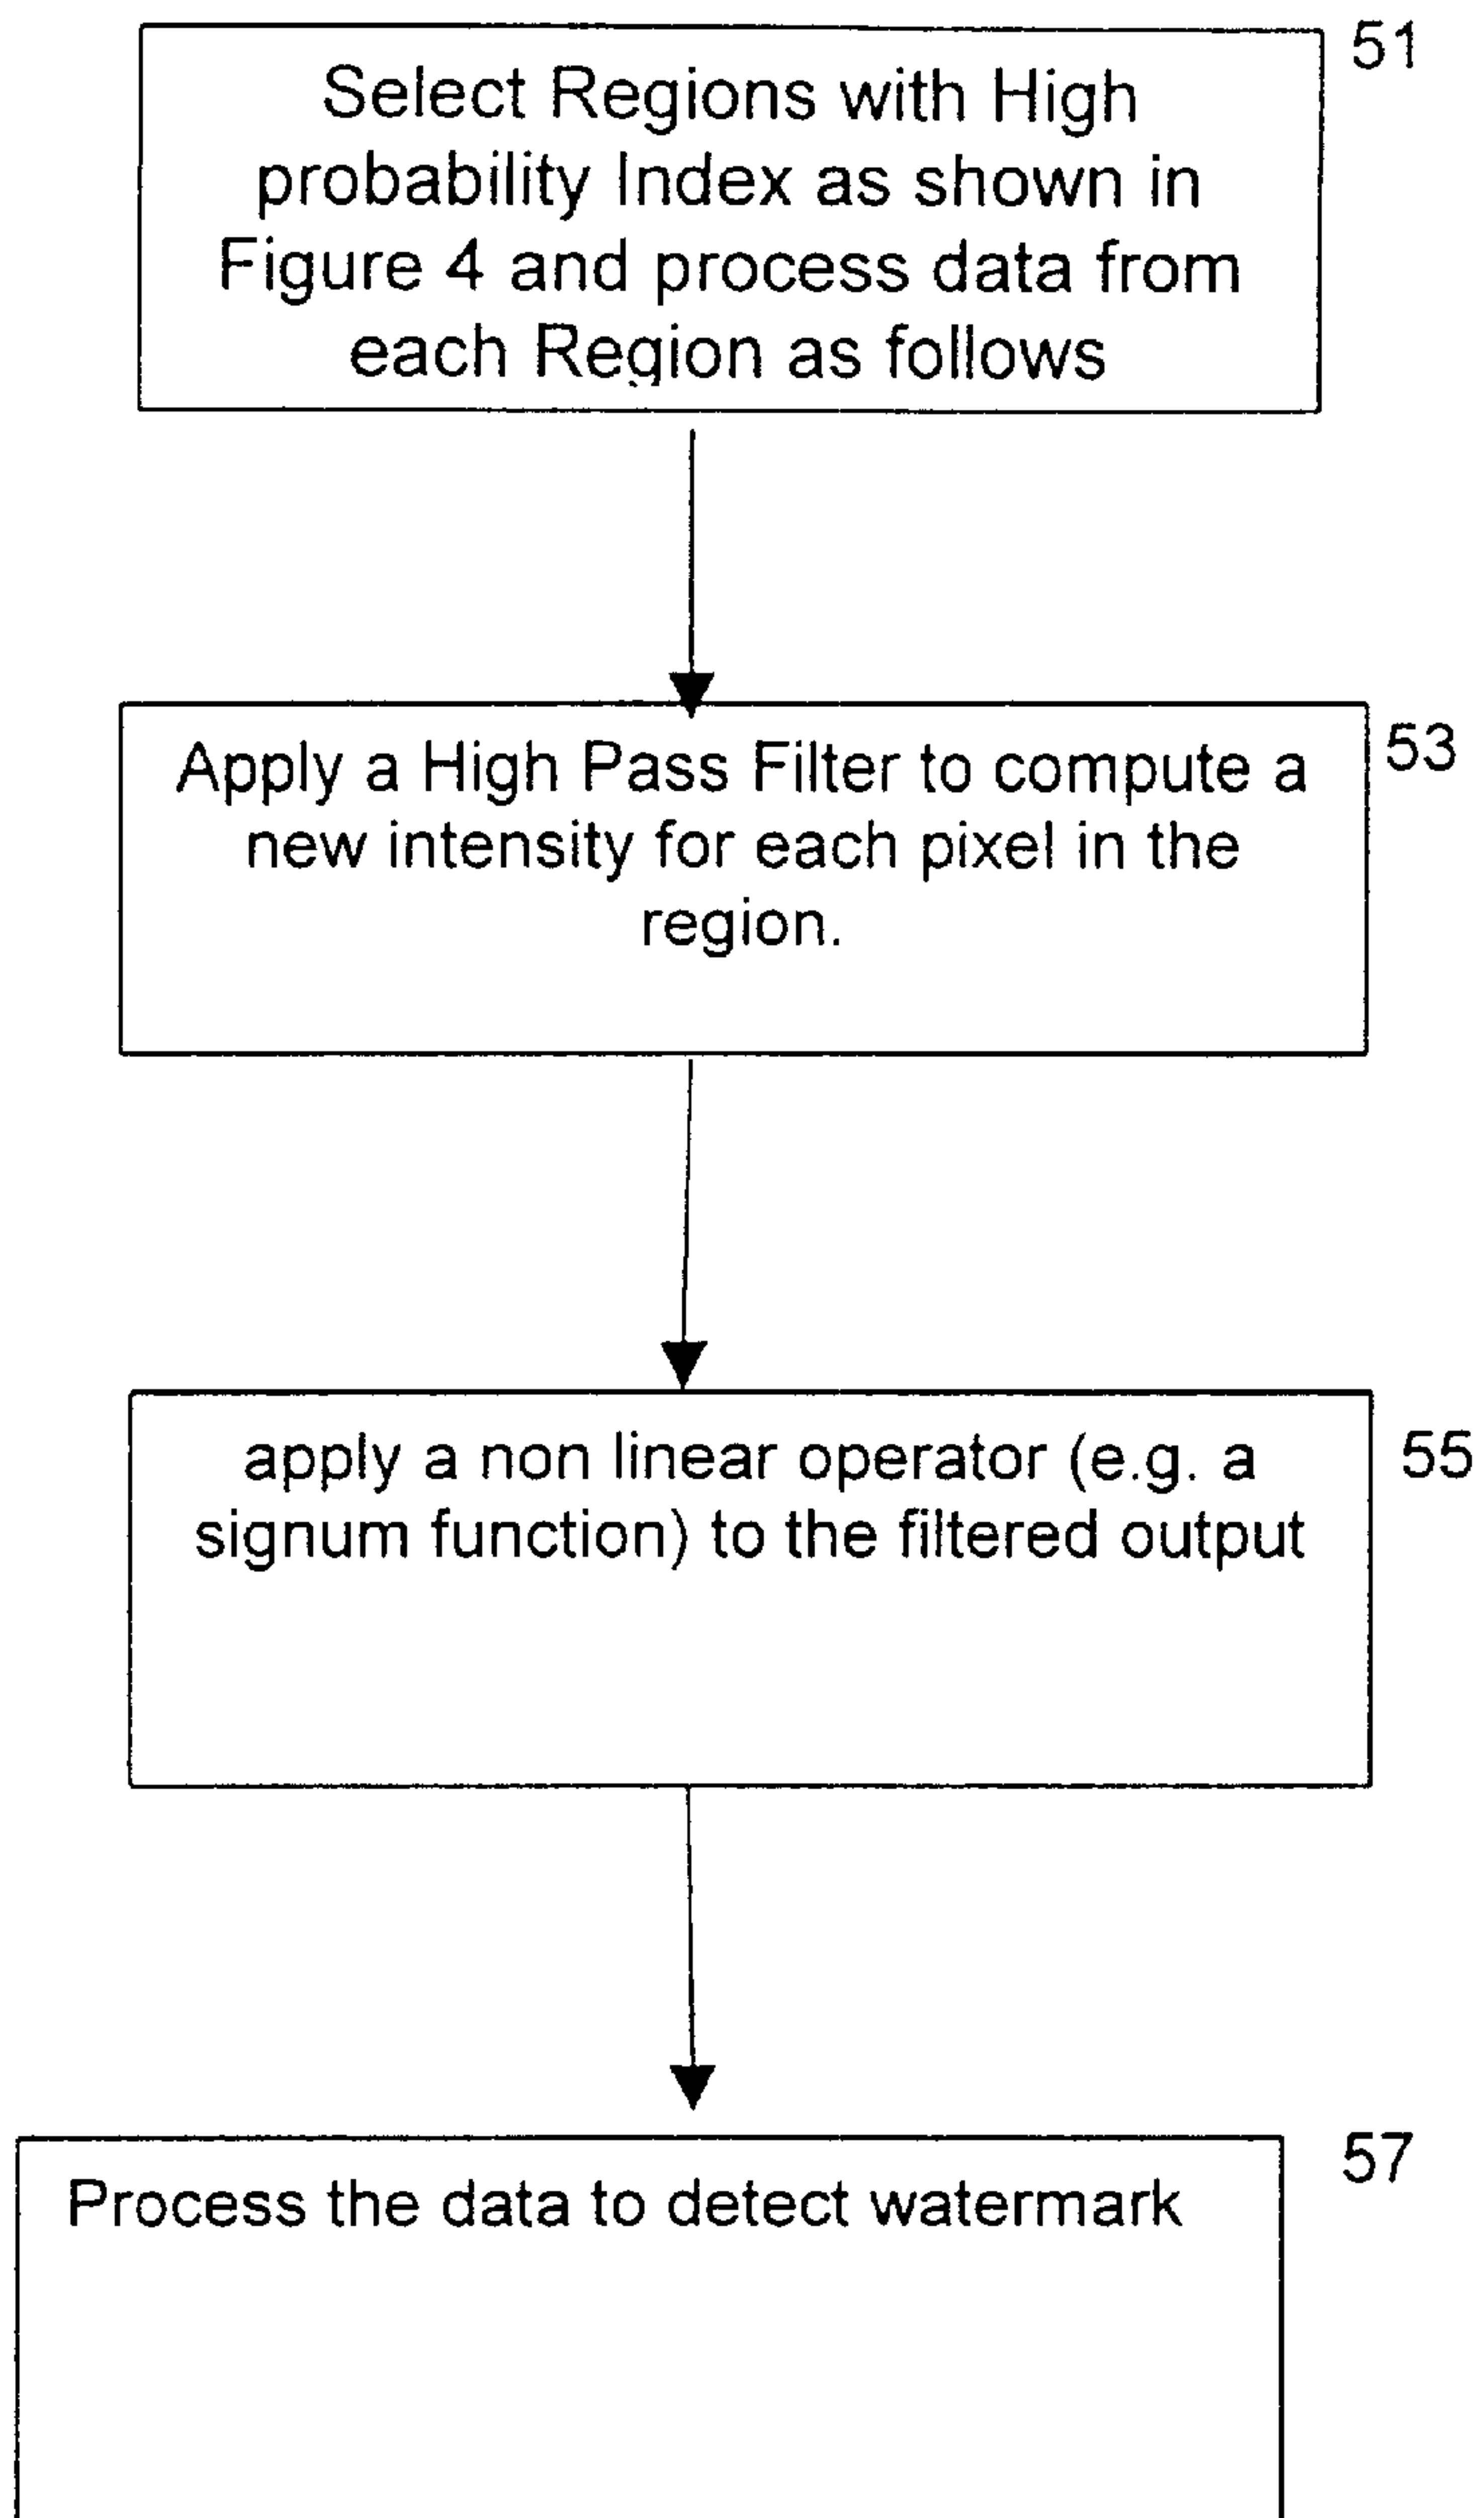 51
Select Regions with High
probability Index as shown in
Figure 4 and process data from
each Region as follows
53
Apply a High Pass Filter to compute a
new intensity for each pixel in the
region.
55
apply a non linear operator (e.g. a
signum function) to the filtered output
57
Process the data to detect watermark